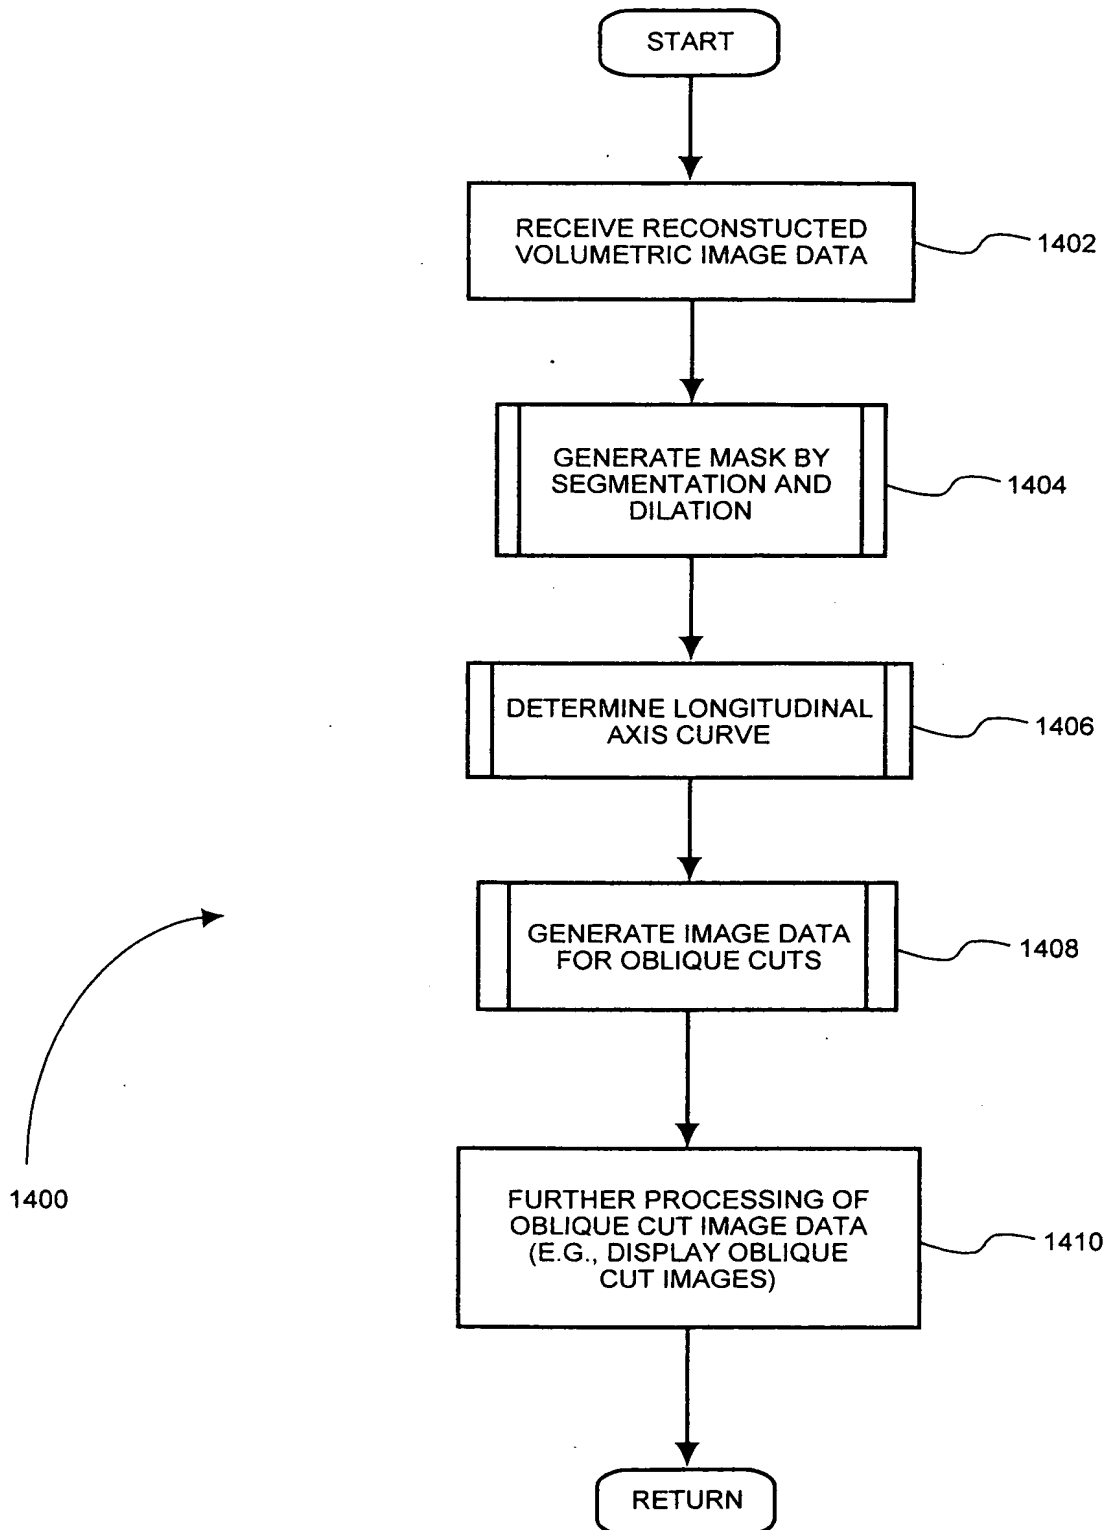 START
RECEIVE RECONSTUCTED
VOLUMETRIC IMAGE DATA
1402
GENERATE MASK BY
SEGMENTATION AND
DILATION
1404
DETERMINE LONGITUDINAL
AXIS CURVE
1406
GENERATE IMAGE DATA
FOR OBLIQUE CUTS
1408
1400
FURTHER PROCESSING OF
OBLIQUE CUT IMAGE DATA
(E.G., DISPLAY OBLIQUE
CUT IMAGES)
1410
RETURN